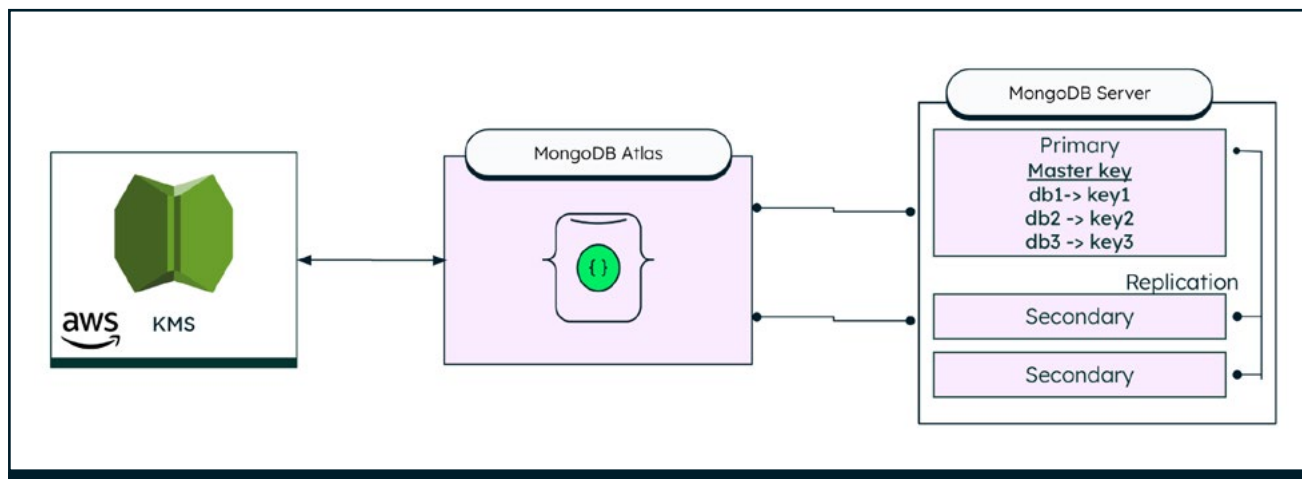 aws
KMS
MongoDB Atlas
{}
MongoDB Server
Primary
Master key
db1-> key1
db2 -> key2
db3 -> key3
Replication
Secondary
Secondary